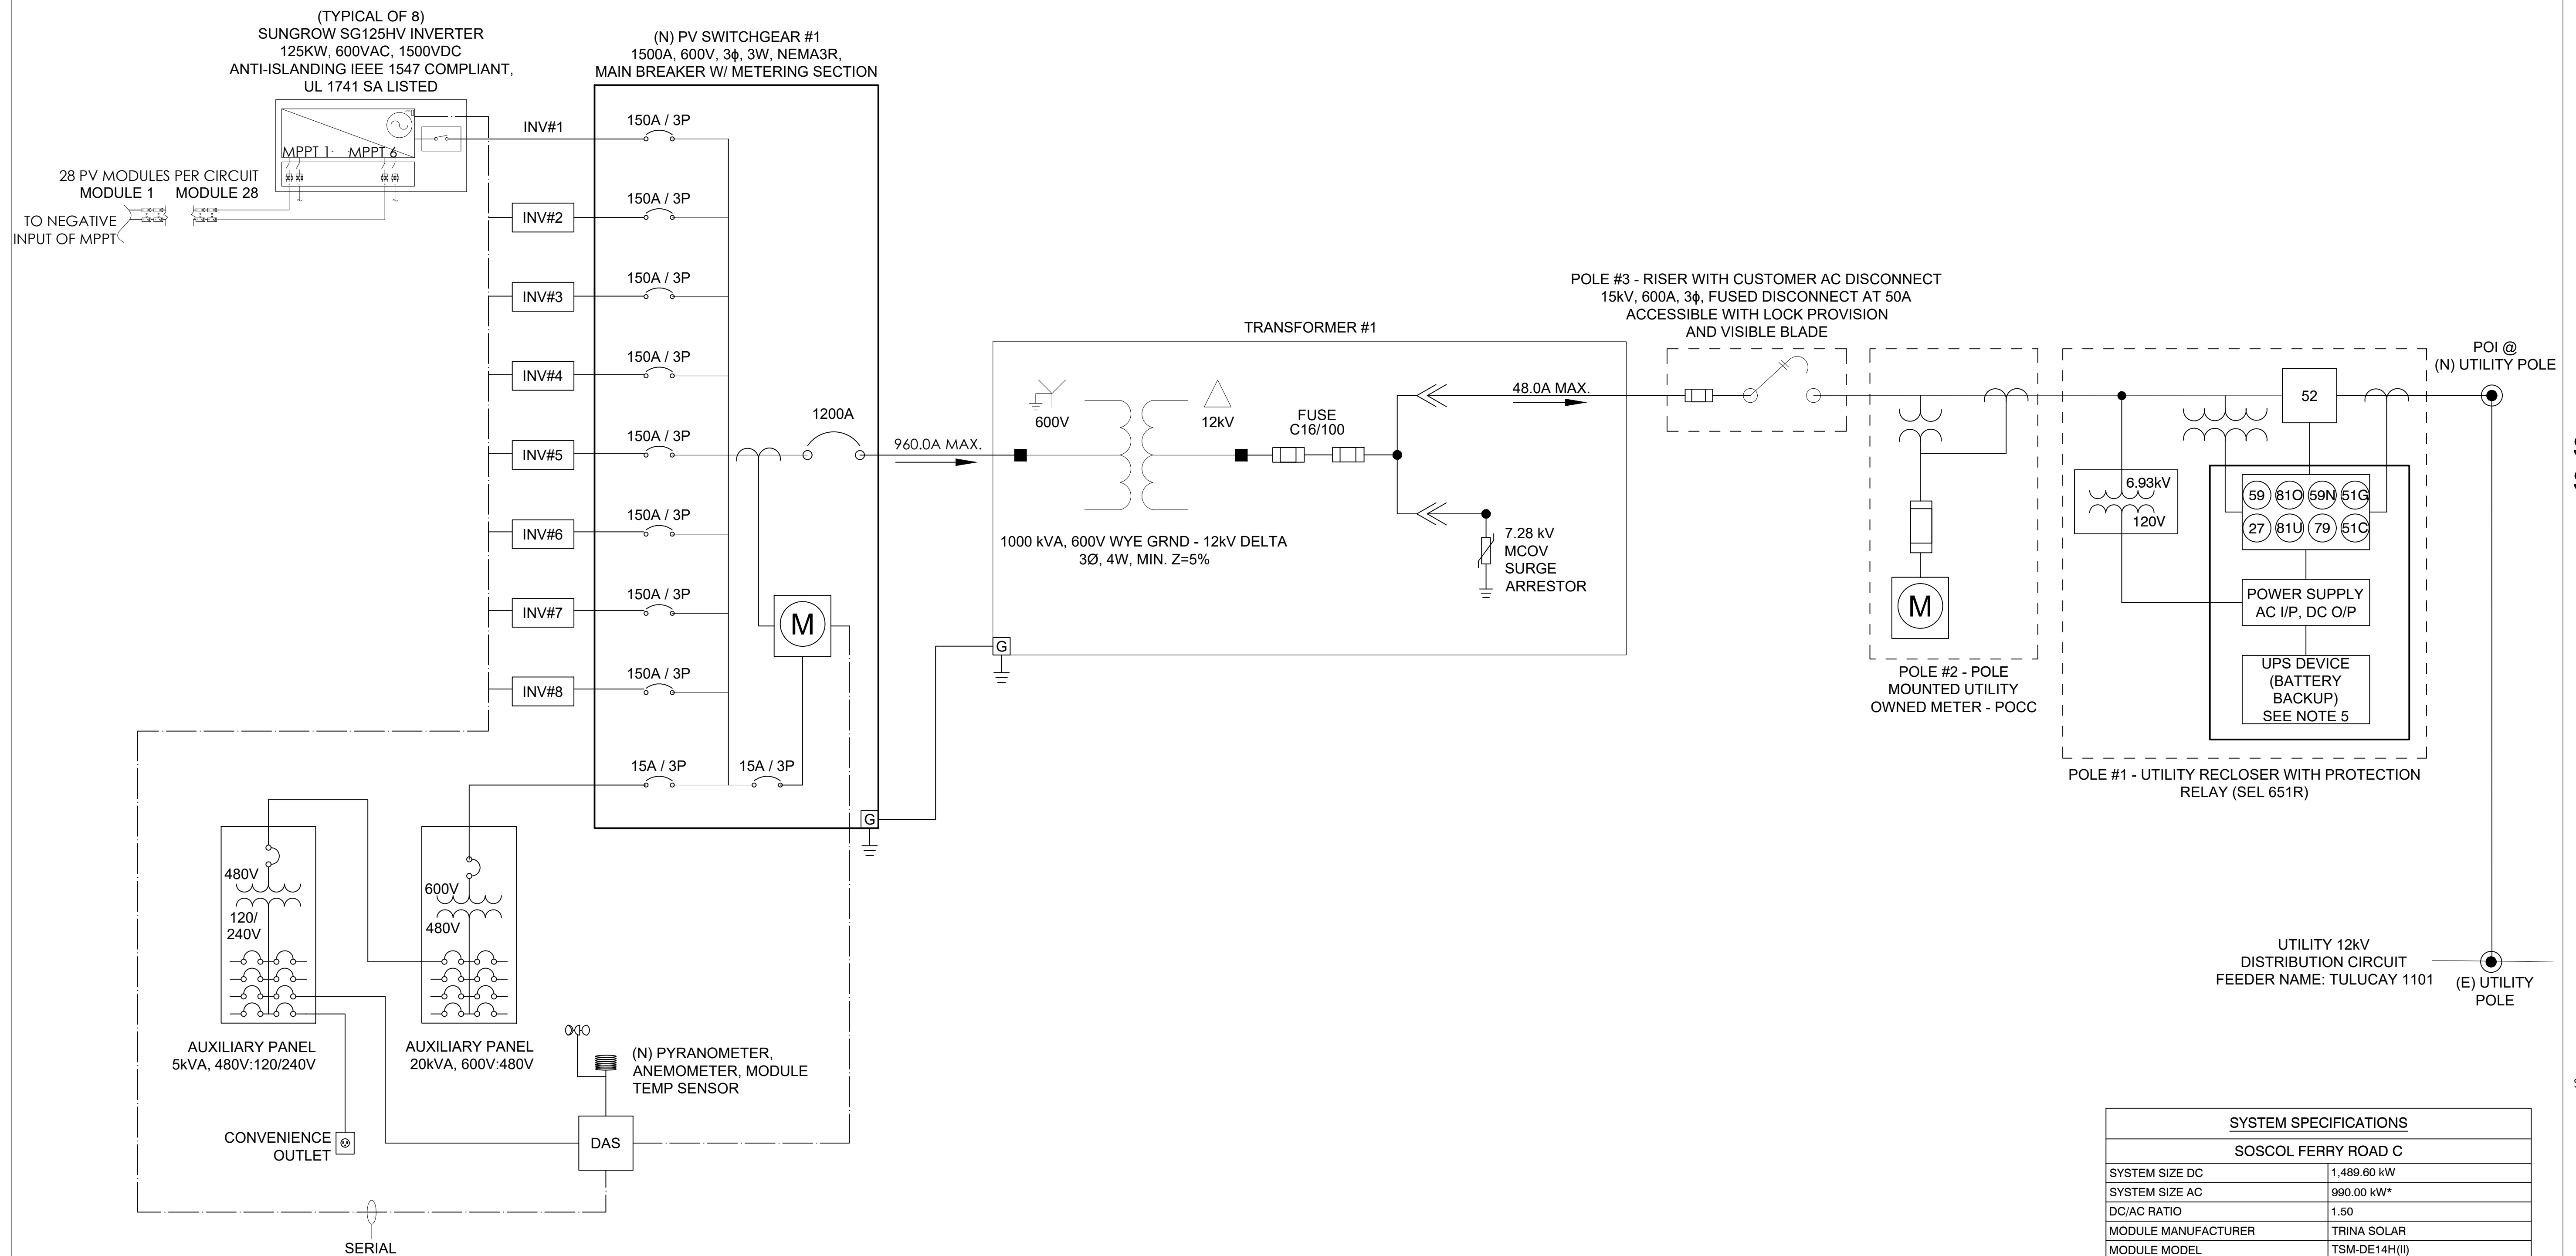 (TYPICAL OF 8)
SUNGROW SG125HV INVERTER
125KW, 600VAC, 1500VDC
ANTI-ISLANDING IEEE 1547 COMPLIANT,
UL 1741 SA LISTED
MPPT 1
MPPT 6
28 PV MODULES PER CIRCUIT
MODULE 1 MODULE 28
TO NEGATIVE
INPUT OF MPPT
(N) PV SWITCHGEAR #1
1500A, 600V, 3ϕ, 3W, NEMA3R,
MAIN BREAKER W/ METERING SECTION
INV#1
150A / 3P
INV#2
150A / 3P
INV#3
150A / 3P
INV#4
150A / 3P
INV#5
150A / 3P
INV#6
150A / 3P
INV#7
150A / 3P
INV#8
150A / 3P
15A / 3P
15A / 3P
1200A
M
G
960.0A MAX.
TRANSFORMER #1
600V
12kV
FUSE
C16/100
48.0A MAX.
1000 kVA, 600V WYE GRND - 12kV DELTA
3Ø, 4W, MIN. Z=5%
7.28 kV
MCOV
SURGE
ARRESTOR
G
POLE #3 - RISER WITH CUSTOMER AC DISCONNECT
15kV, 600A, 3ϕ, FUSED DISCONNECT AT 50A
ACCESSIBLE WITH LOCK PROVISION
AND VISIBLE BLADE
M
POLE #2 - POLE
MOUNTED UTILITY
OWNED METER - POCC
52
6.93kV
120V
59 81O 59N 51G
27 81U 79 51C
POWER SUPPLY
AC I/P, DC O/P
UPS DEVICE
(BATTERY
BACKUP)
SEE NOTE 5
POLE #1 - UTILITY RECLOSER WITH PROTECTION
RELAY (SEL 651R)
POI @
(N) UTILITY POLE
UTILITY 12kV
DISTRIBUTION CIRCUIT
FEEDER NAME: TULUCAY 1101
(E) UTILITY
POLE
480V
120/
240V
AUXILIARY PANEL
5kVA, 480V:120/240V
600V
480V
AUXILIARY PANEL
20kVA, 600V:480V
CONVENIENCE
OUTLET
(N) PYRANOMETER,
ANEMOMETER, MODULE
TEMP SENSOR
DAS
SERIAL
SYSTEM SPECIFICATIONS
SOSCOL FERRY ROAD C
SYSTEM SIZE DC 1,489.60 kW
SYSTEM SIZE AC 990.00 kW*
DC/AC RATIO 1.50
MODULE MANUFACTURER TRINA SOLAR
MODULE MODEL TSM-DE14H(II)